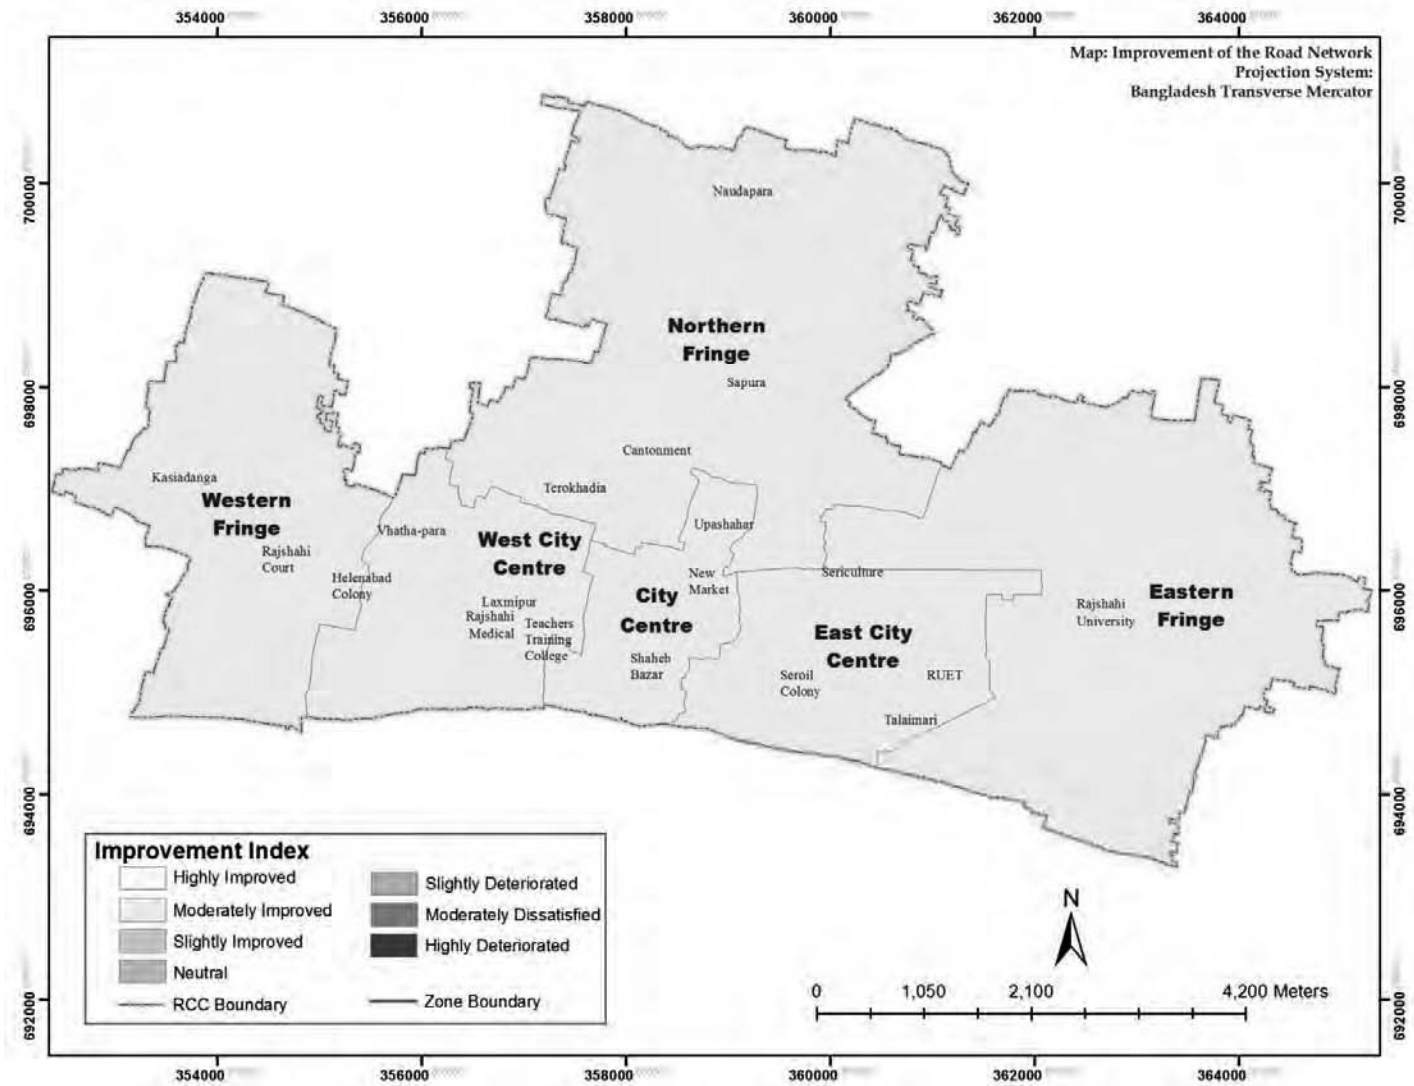 354000 356000 358000 360000 362000 364000
Map: Improvement of the Road Network
Projection System:
Bangladesh Transverse Mercator
700000
700000
Naudapara
Northern
Fringe
Sapura
698000
698000
Cantonment
Kasiadanga
Terokhadia
Western
Fringe
Upashahar
Vhatha-para
West City
Centre
Rajshahi
Court
Helenabad
Colony
New
Market
Sericulture
696000
696000
City
Centre
Laxmipur
Rajshahi
Medical
Teachers
Training
College
Eastern
Fringe
Rajshahi
University
East City
Centre
Shaheb
Bazar
Seroil
Colony
RUET
Talaimari
694000
694000
Improvement Index
Highly Improved
Moderately Improved
Slightly Improved
Neutral
RCC Boundary
Slightly Deteriorated
Moderately Dissatisfied
Highly Deteriorated
Zone Boundary
N
0 1,050 2,100 4,200 Meters
692000
692000
354000 356000 358000 360000 362000 364000